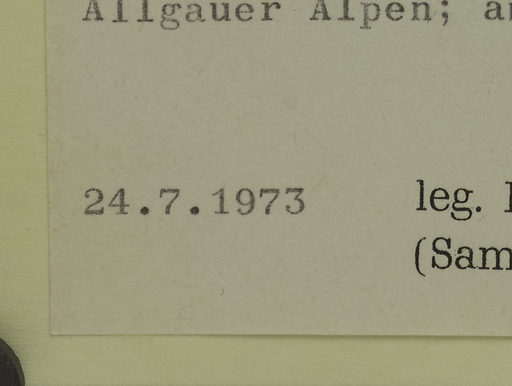 Allgauer Alpen;
24.7.1973 leg.
(Sam